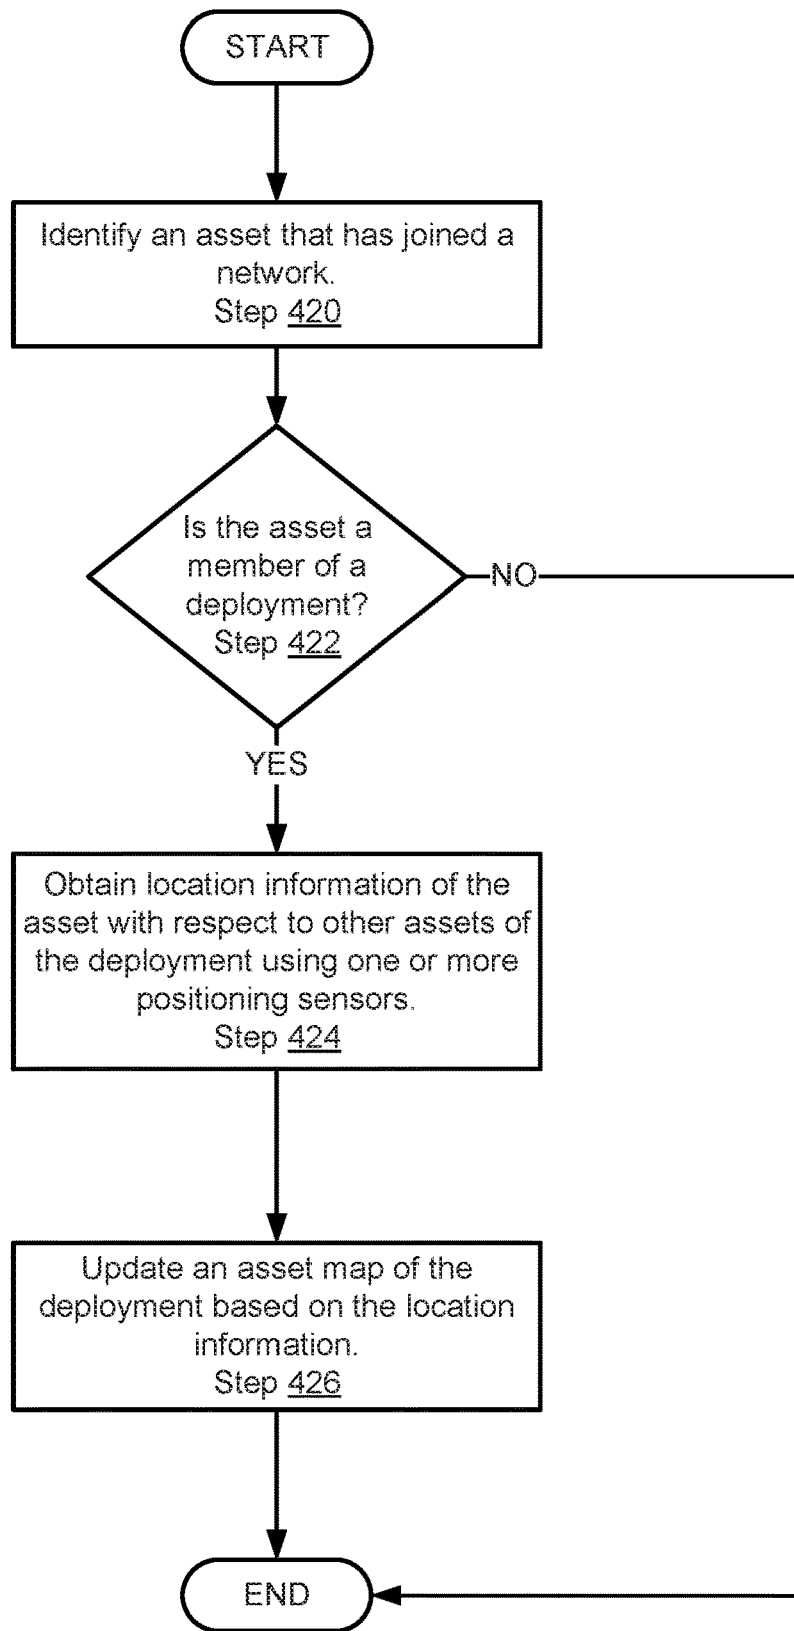 START
Identify an asset that has joined a
network.
Step 420
Is the asset a
member of a
deployment?
Step 422
NO
YES
Obtain location information of the
asset with respect to other assets of
the deployment using one or more
positioning sensors.
Step 424
Update an asset map of the
deployment based on the location
information.
Step 426
END